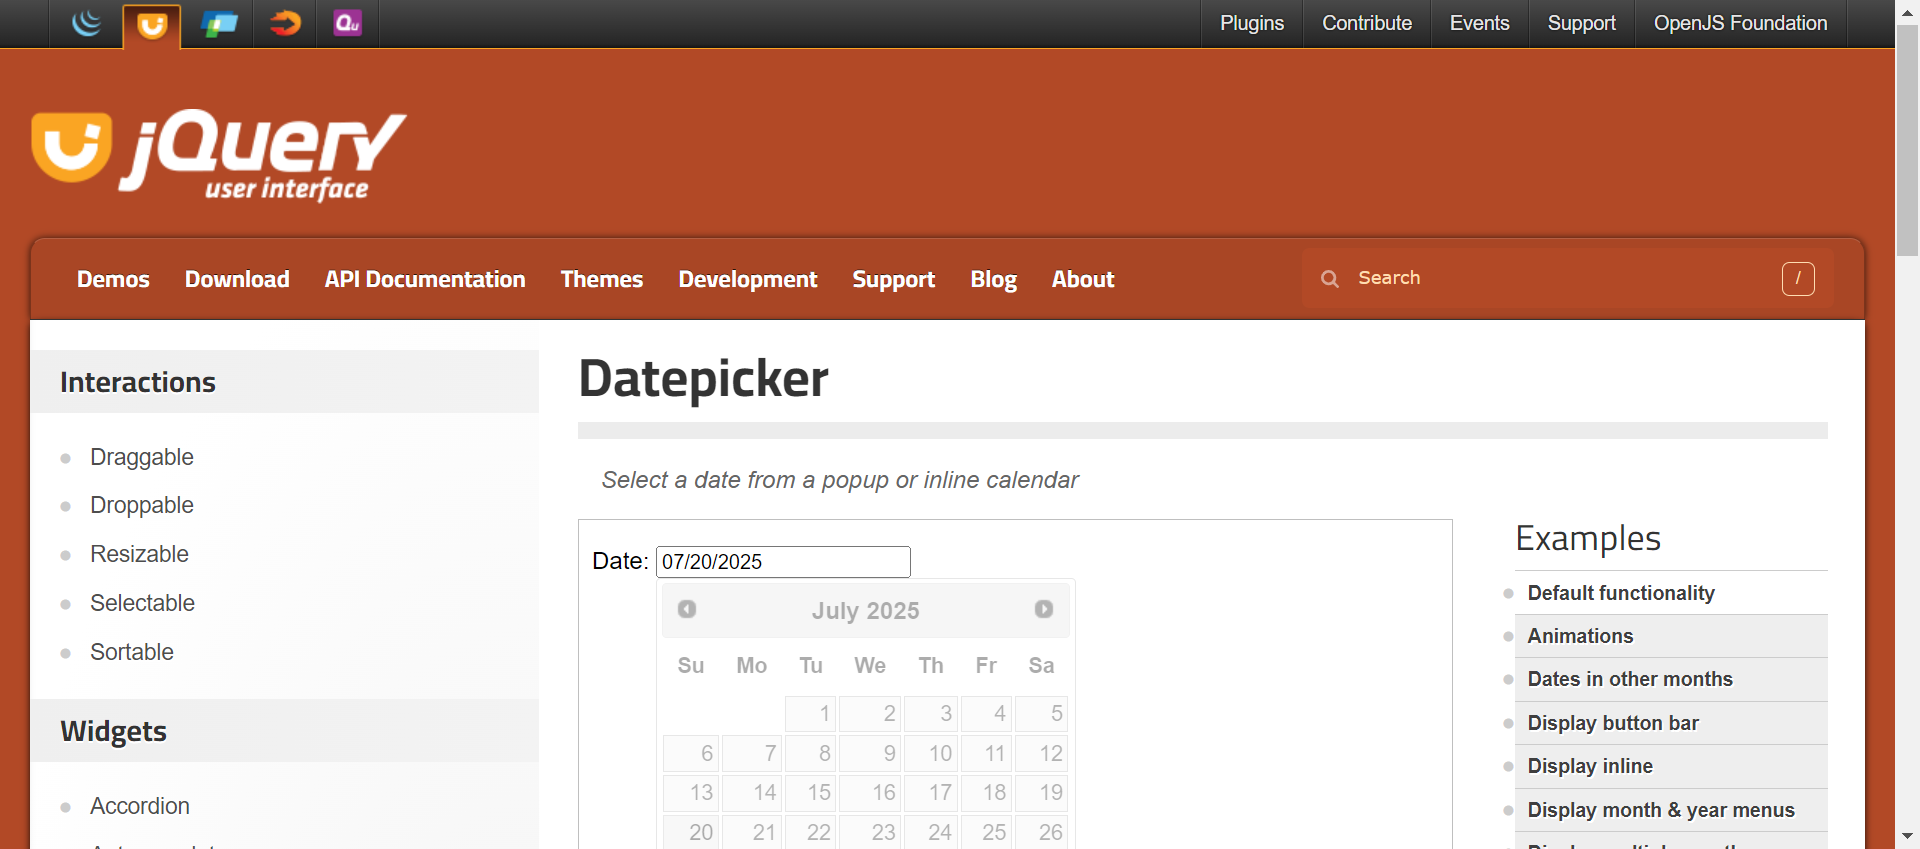 Plugins Contribute Events Support OpenJS Foundation
jQuery
user interface
Demos Download API Documentation Themes Development Support Blog About Search /
Interactions
Draggable
Droppable
Resizable
Selectable
Sortable
Widgets
Accordion
Datepicker
Select a date from a popup or inline calendar
Date: 07/20/2025
July 2025
Su Mo Tu We Th Fr Sa
1 2 3 4 5
6 7 8 9 10 11 12
13 14 15 16 17 18 19
20 21 22 23 24 25 26
Examples
Default functionality
Animations
Dates in other months
Display button bar
Display inline
Display month & year menus